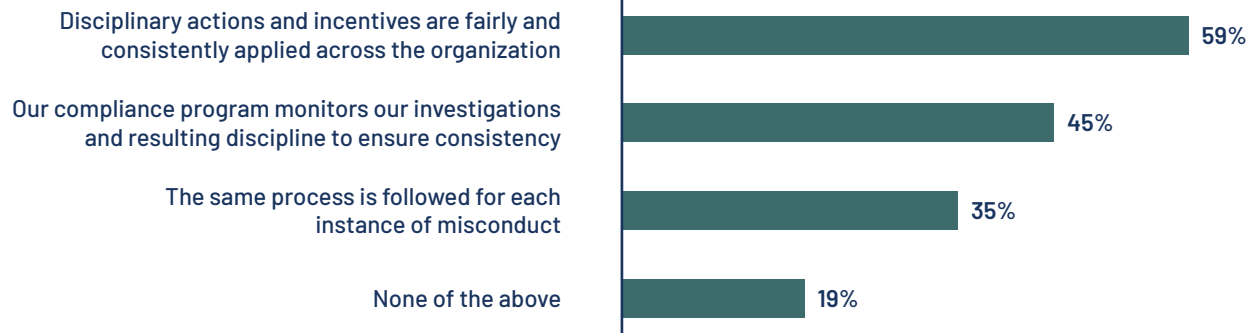 Disciplinary actions and incentives are fairly and
consistently applied across the organization
59%
Our compliance program monitors our investigations
and resulting discipline to ensure consistency
45%
The same process is followed for each
instance of misconduct
35%
None of the above
19%